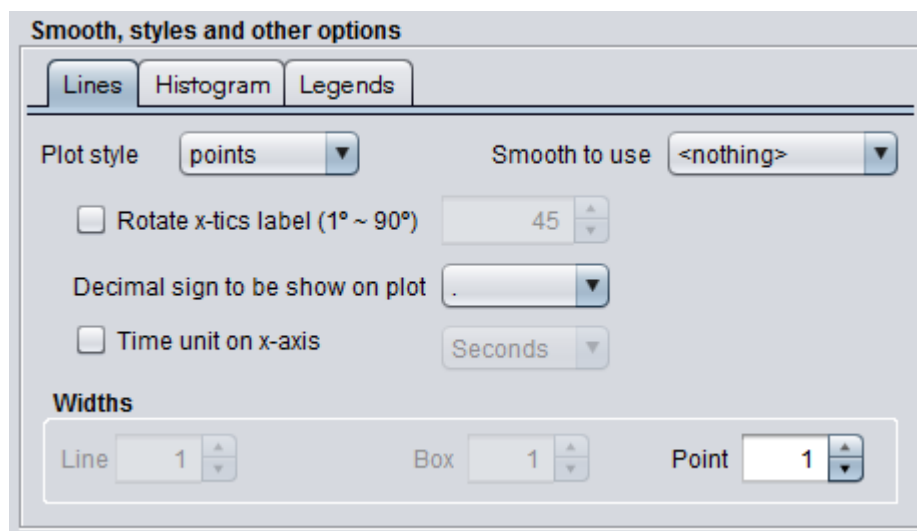 Smooth, styles and other options
Lines Histogram Legends
Plot style points Smooth to use <nothing>
Rotate x-tics label (1º ~ 90º) 45
Decimal sign to be show on plot .
Time unit on x-axis Seconds
Widths
Line 1 Box 1 Point 1